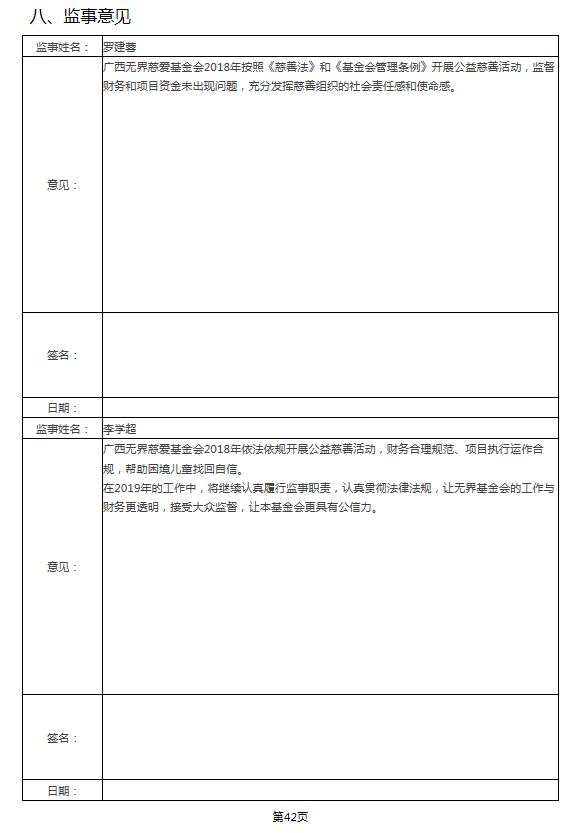 八、监事意见
监事姓名： 罗建蓉
广西无界慈爱基金会2018年按照《慈善法》和《基金会管理条例》开展公益慈善活动，监督
财务和项目资金未出现问题，充分发挥慈善组织的社会责任感和使命感。
意见：
签名：
日期：
监事姓名： 李学超
广西无界慈爱基金会2018年依法依规开展公益慈善活动，财务合理规范、项目执行运作合
规，帮助困境儿童找回自信。
在2019年的工作中，将继续认真履行监事职责，认真贯彻法律法规，让无界基金会的工作与
财务更透明，接受大众监督，让本基金会更具有公信力。
意见：
签名：
日期：
第42页